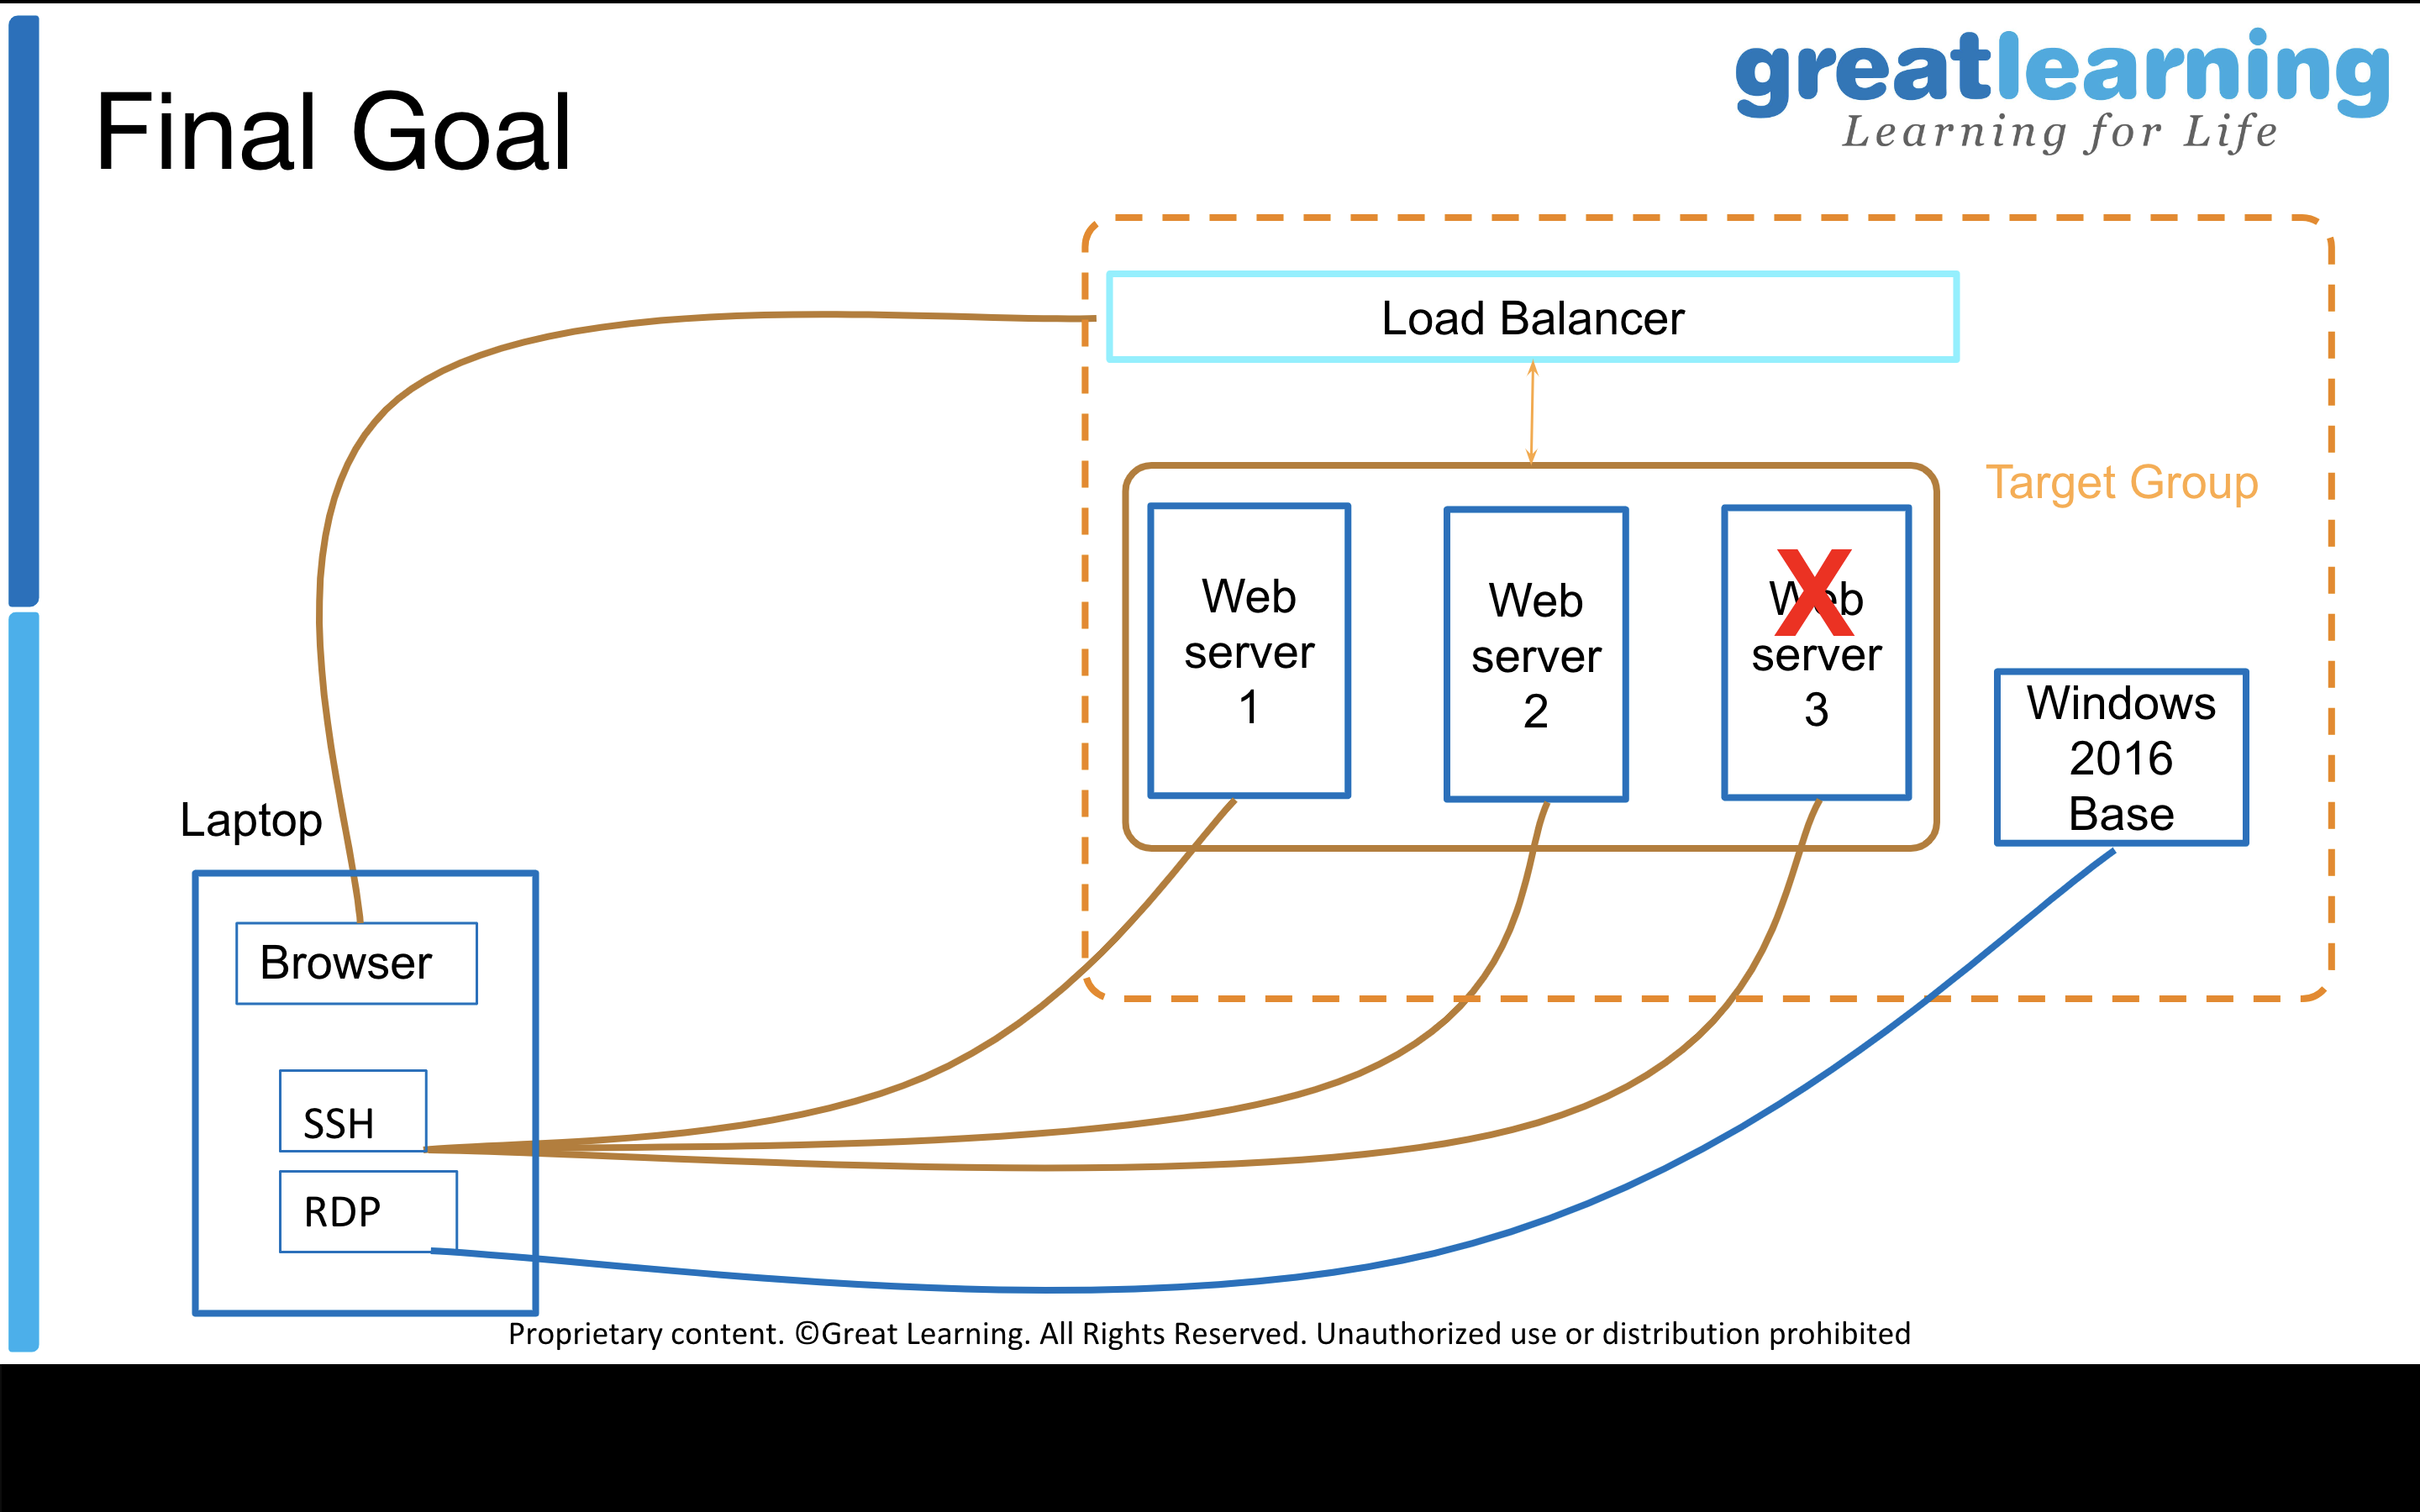 greatlearning
Learning for Life
Final Goal
Load Balancer
Target Group
Web
server
1
Web
server
2
Web
server
3
X
Windows
2016
Base
Laptop
Browser
SSH
RDP
Proprietary content. ©Great Learning. All Rights Reserved. Unauthorized use or distribution prohibited